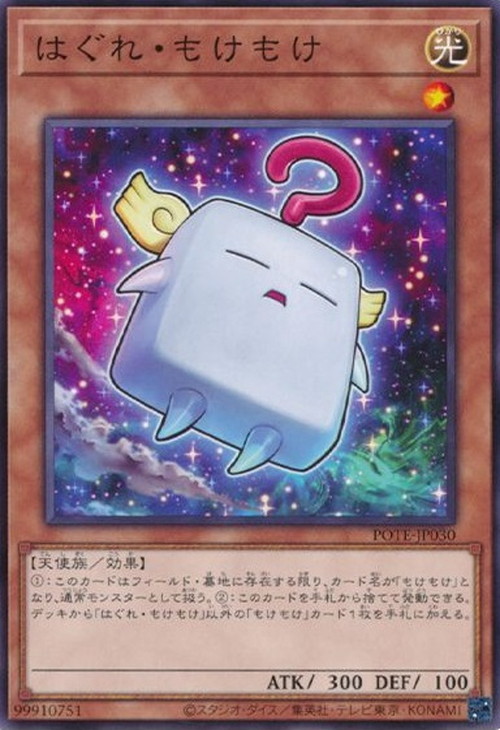 はぐれ・もけもけ
光
POTE-JP030
【天使族／効果】
①：このカードはフィールド・墓地に存在する限り、カード名が「もけもけ」と
なり、通常モンスターとして扱う。②：このカードを手札から捨てて発動できる。
デッキから「はぐれ・もけもけ」以外の「もけもけ」カード１枚を手札に加える。
ATK/ 300 DEF/ 100
99910751 ©スタジオ・ダイス／集英社・テレビ東京・KONAMI